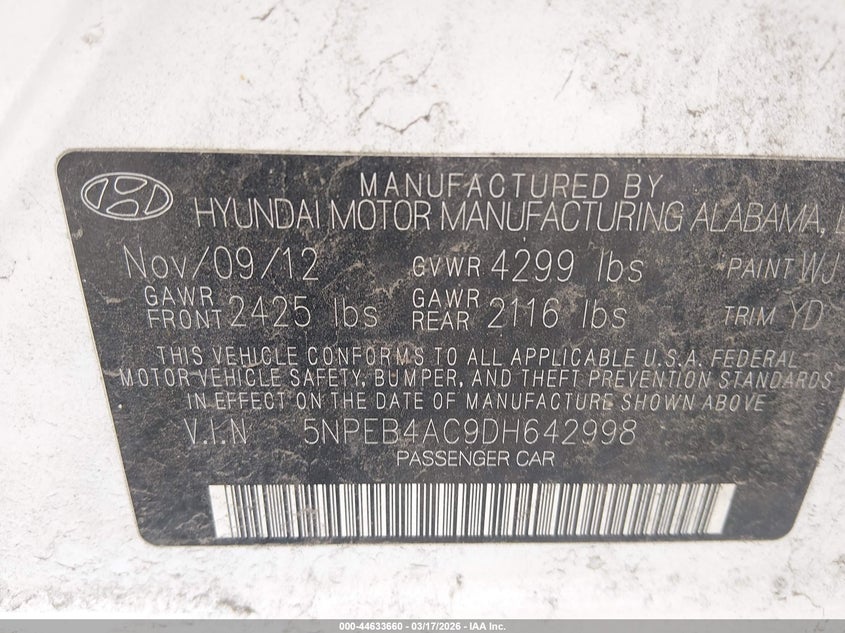 MANUFACTURED BY
HYUNDAI MOTOR MANUFACTURING ALABAMA,
Nov/09/12 GVWR 4299 lbs PAINT WJ
GAWR FRONT 2425 lbs GAWR REAR 2116 lbs TRIM YD
THIS VEHICLE CONFORMS TO ALL APPLICABLE U.S.A. FEDERAL
MOTOR VEHICLE SAFETY, BUMPER, AND THEFT PREVENTION STANDARDS
IN EFFECT ON THE DATE OF MANUFACTURE SHOWN ABOVE
V.I.N 5NPEB4AC9DH642998
PASSENGER CAR
000-44633660 - 03/17/2026 - IAA Inc.